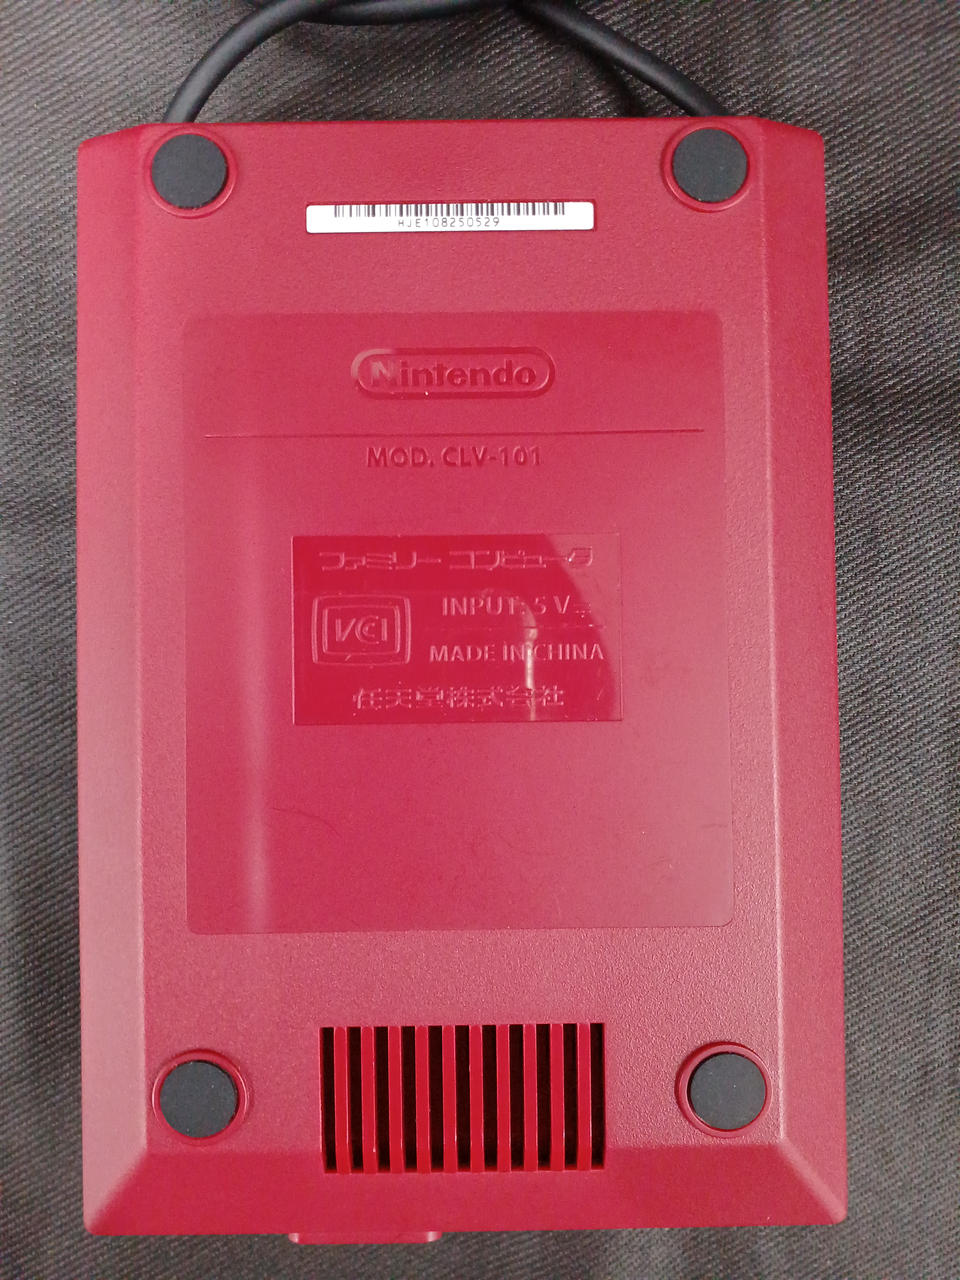 HJE108250529
Nintendo
MOD. CLV-101
ファミリーコンピュータ
VCI
INPUT: 5 V⎓
MADE IN CHINA
任天堂株式会社